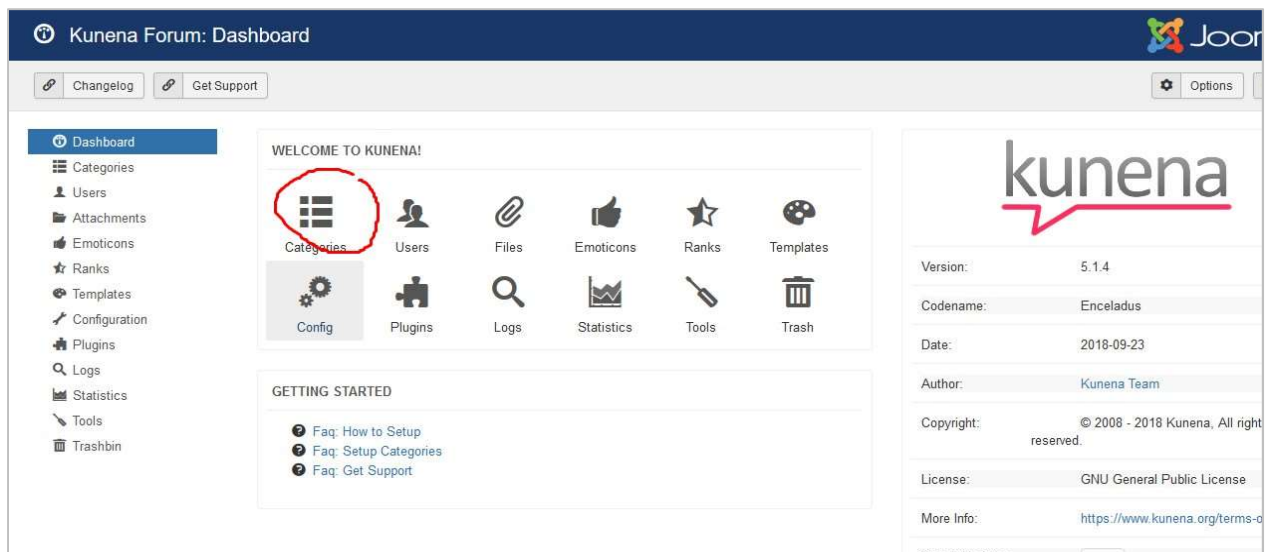 Kunena Forum: Dashboard
Joor
Changelog
Get Support
Options
Dashboard
Categories
Users
Attachments
Emoticons
Ranks
Templates
Configuration
Plugins
Logs
Statistics
Tools
Trashbin
WELCOME TO KUNENA!
Categories Users Files Emoticons Ranks Templates
Config Plugins Logs Statistics Tools Trash
GETTING STARTED
Faq: How to Setup
Faq: Setup Categories
Faq: Get Support
kunena
Version: 5.1.4
Codename: Enceladus
Date: 2018-09-23
Author: Kunena Team
Copyright: © 2008 - 2018 Kunena, All right
reserved.
License: GNU General Public License
More Info: https://www.kunena.org/terms-o